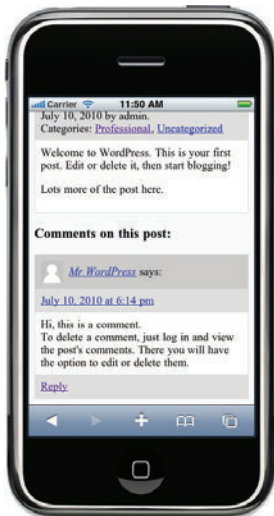 Carrier 11:50 AM
July 10, 2010 by admin.
Categories: Professional, Uncategorized
Welcome to WordPress. This is your first
post. Edit or delete it, then start blogging!
Lots more of the post here.
Comments on this post:
Mr WordPress says:
July 10, 2010 at 6:14 pm
Hi, this is a comment.
To delete a comment, just log in and view
the post's comments. There you will have
the option to edit or delete them.
Reply